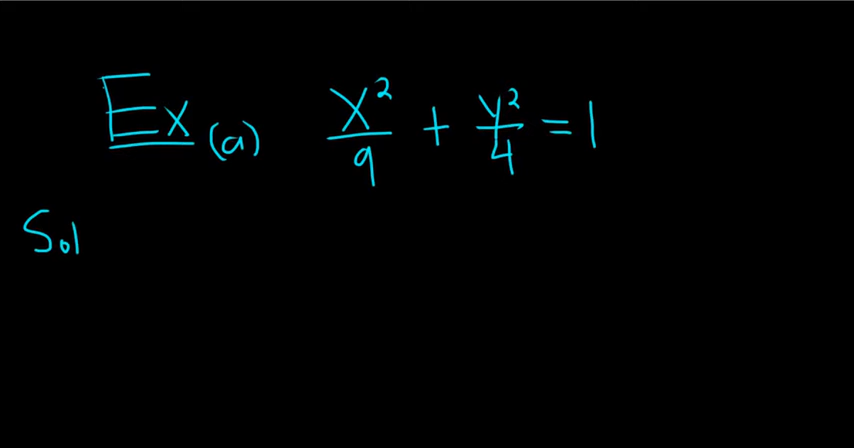 Ex (a) x²/9 + y²/4 = 1
Sol